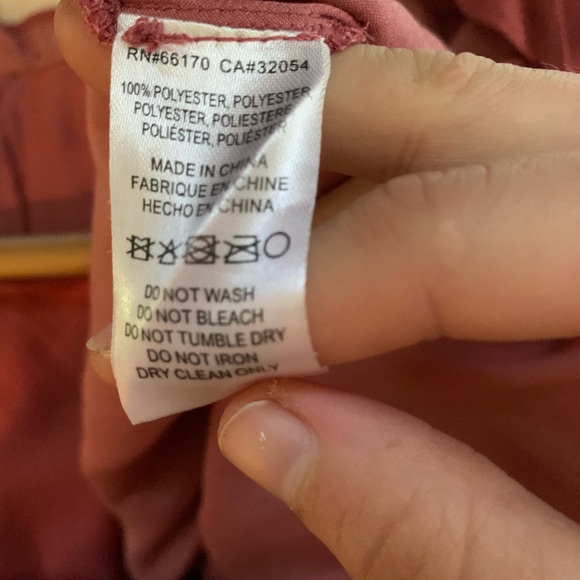 RN#66170 CA#32054
100% POLYESTER, POLYESTER,
POLYESTER, POLIESTERE
POLIÉSTER, POLIÉSTER
MADE IN CHINA
FABRIQUE EN CHINE
HECHO EN CHINA
DO NOT WASH
DO NOT BLEACH
DO NOT TUMBLE DRY
DO NOT IRON
DRY CLEAN ONLY